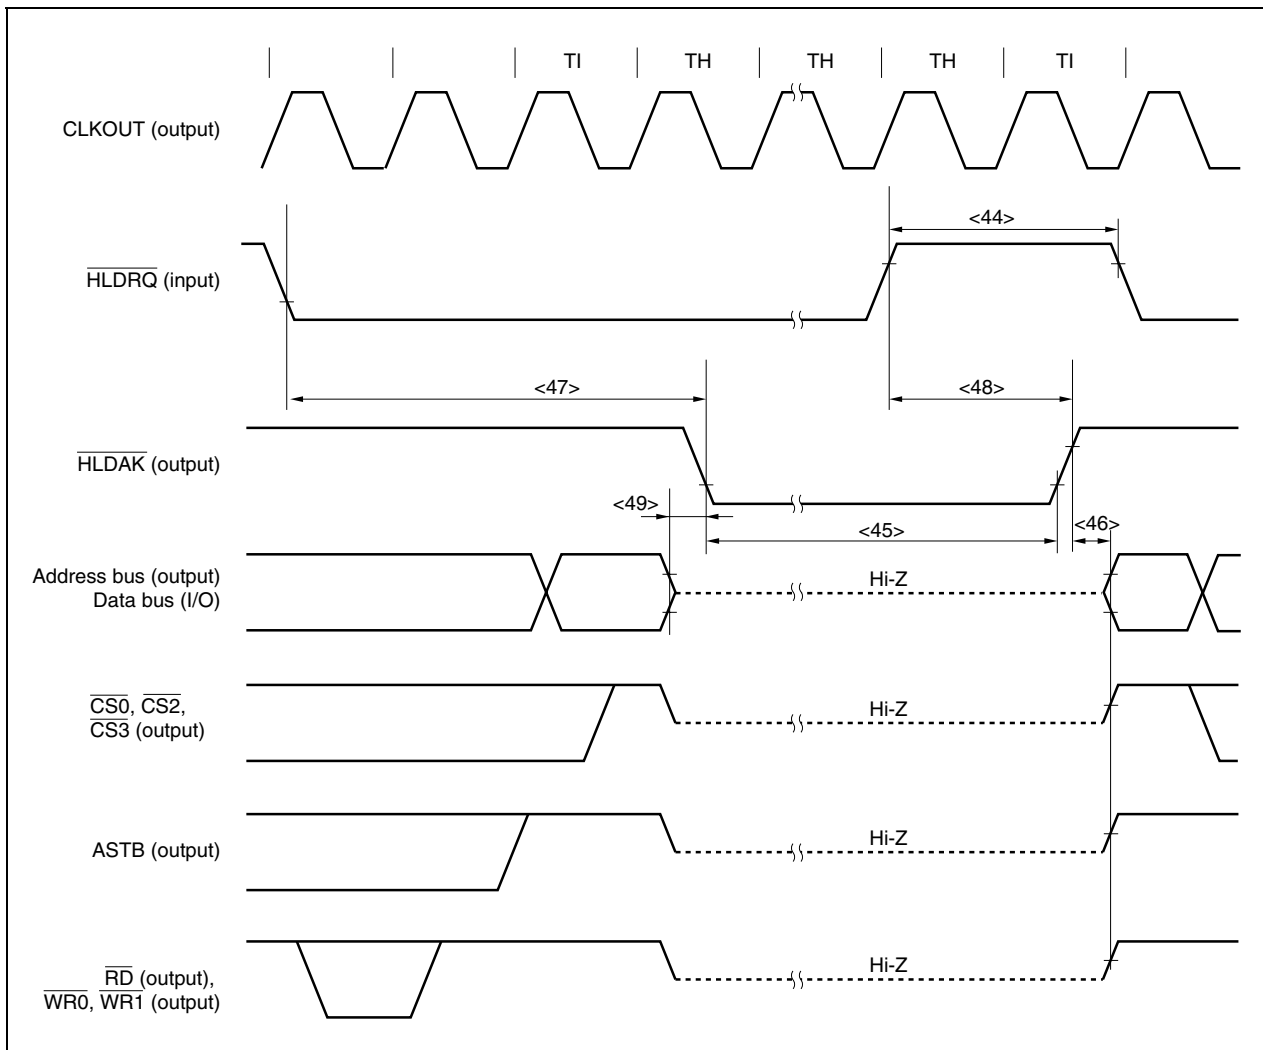 TI TH TH TH TI
CLKOUT (output)
<44>
HLDRQ (input)
<47> <48>
HLDAK (output)
<49> <45> <46>
Address bus (output)
Data bus (I/O)
Hi-Z
CS0, CS2,
CS3 (output)
Hi-Z
ASTB (output)
Hi-Z
RD (output),
WR0, WR1 (output)
Hi-Z